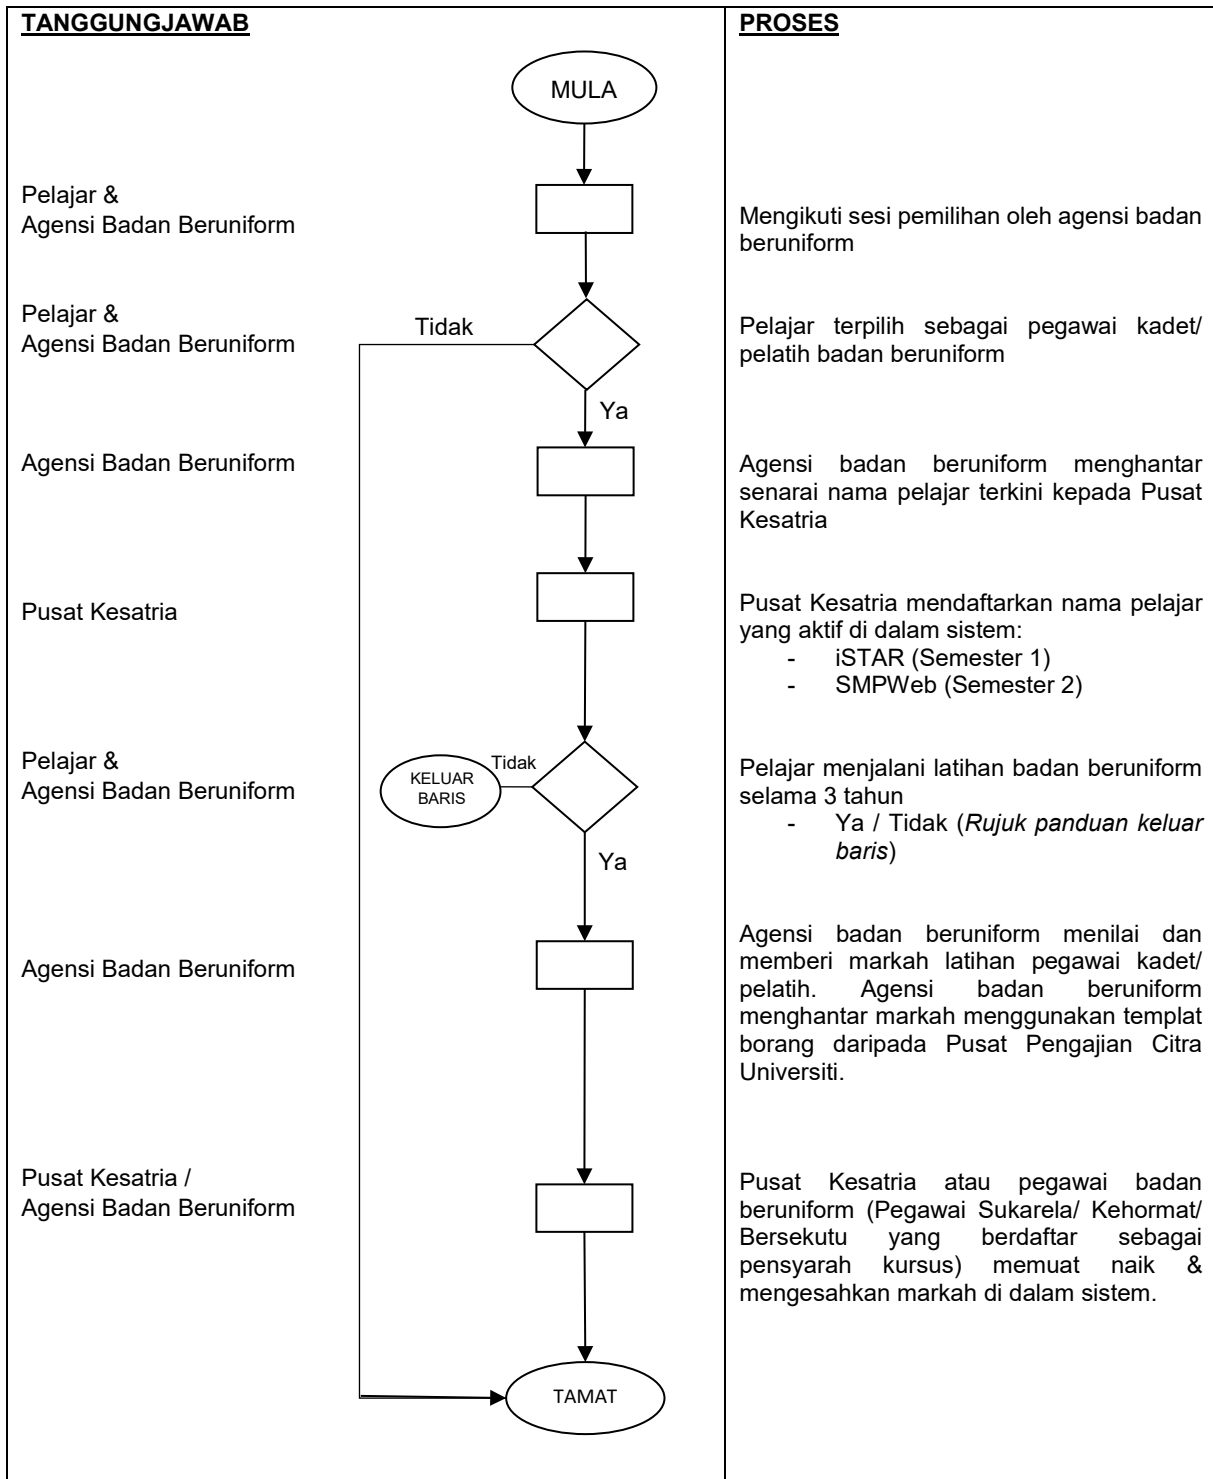 TANGGUNGJAWAB
PROSES
MULA
Pelajar &
Agensi Badan Beruniform
Mengikuti sesi pemilihan oleh agensi badan
beruniform
Pelajar &
Agensi Badan Beruniform
Tidak
Ya
Pelajar terpilih sebagai pegawai kadet/
pelatih badan beruniform
Agensi Badan Beruniform
Agensi badan beruniform menghantar
senarai nama pelajar terkini kepada Pusat
Kesatria
Pusat Kesatria
Pusat Kesatria mendaftarkan nama pelajar
yang aktif di dalam sistem:
- iSTAR (Semester 1)
- SMPWeb (Semester 2)
Pelajar &
Agensi Badan Beruniform
KELUAR
BARIS
Tidak
Ya
Pelajar menjalani latihan badan beruniform
selama 3 tahun
- Ya / Tidak (Rujuk panduan keluar
baris)
Agensi Badan Beruniform
Agensi badan beruniform menilai dan
memberi markah latihan pegawai kadet/
pelatih. Agensi badan beruniform
menghantar markah menggunakan templat
borang daripada Pusat Pengajian Citra
Universiti.
Pusat Kesatria /
Agensi Badan Beruniform
Pusat Kesatria atau pegawai badan
beruniform (Pegawai Sukarela/ Kehormat/
Bersekutu yang berdaftar sebagai
pensyarah kursus) memuat naik &
mengesahkan markah di dalam sistem.
TAMAT